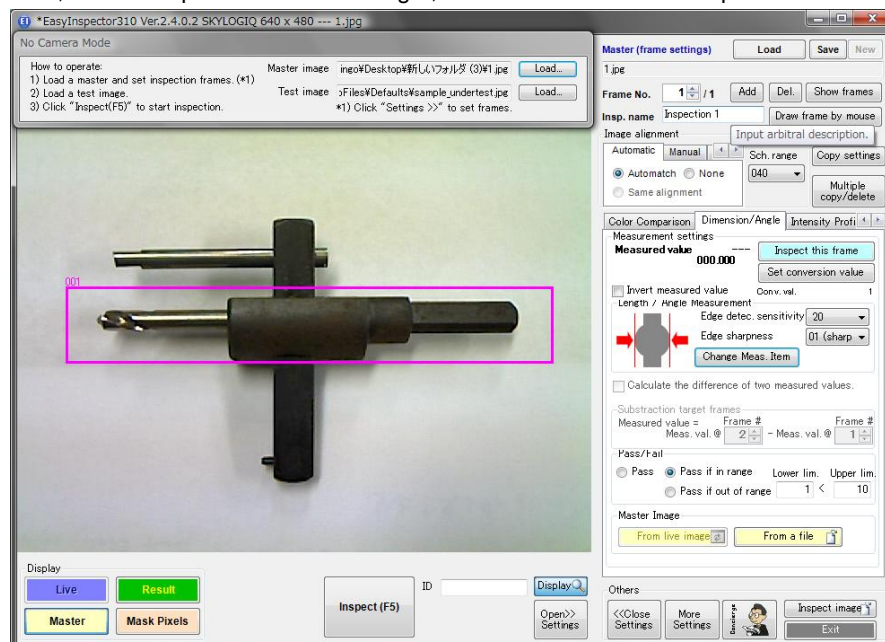 *EasyInspector310 Ver.2.4.0.2 SKYLOGIQ 640 x 480 --- 1.jpg
No Camera Mode
How to operate:
1) Load a master and set inspection frames. (*1)
2) Load a test image.
3) Click "Inspect(F5)" to start inspection.
Master image
ingo¥Desktop¥新しいフォルダ (3)¥1.jpg
Load...
Test image
Files¥Defaults¥sample_undertest.jpg
Load...
*1) Click "Settings >>" to set frames.
Master (frame settings)
Load
Save
New
1.jpg
Frame No.
1
/ 1
Add
Del.
Show frames
Insp. name
Inspection 1
Draw frame by mouse
Input arbitral description.
Image alignment
Automatic
Manual
Sch. range
Copy settings
Automatch
None
040
Same alignment
Multiple
copy/delete
Color Comparison
Dimension/Angle
Intensity Profi
Measurement settings
Measured value
---
000.000
Inspect this frame
Set conversion value
Invert measured value
Conv. val.
1
Length / Angle Measurement
Edge detec. sensitivity
20
Edge sharpness
01 (sharp
Change Meas. Item
Calculate the difference of two measured values.
Substraction target frames
Measured value =
Frame #
Frame #
Meas. val. @
2
- Meas. val. @
1
Pass/Fail
Pass
Pass if in range
Lower lim.
Upper lim.
Pass if out of range
1
<
10
Master Image
From live image
From a file
001
Display
Live
Result
Master
Mask Pixels
Inspect (F5)
ID
Display
Open>>
Settings
Others
<<Close
Settings
More
Settings
Concierge
Inspect image
Exit